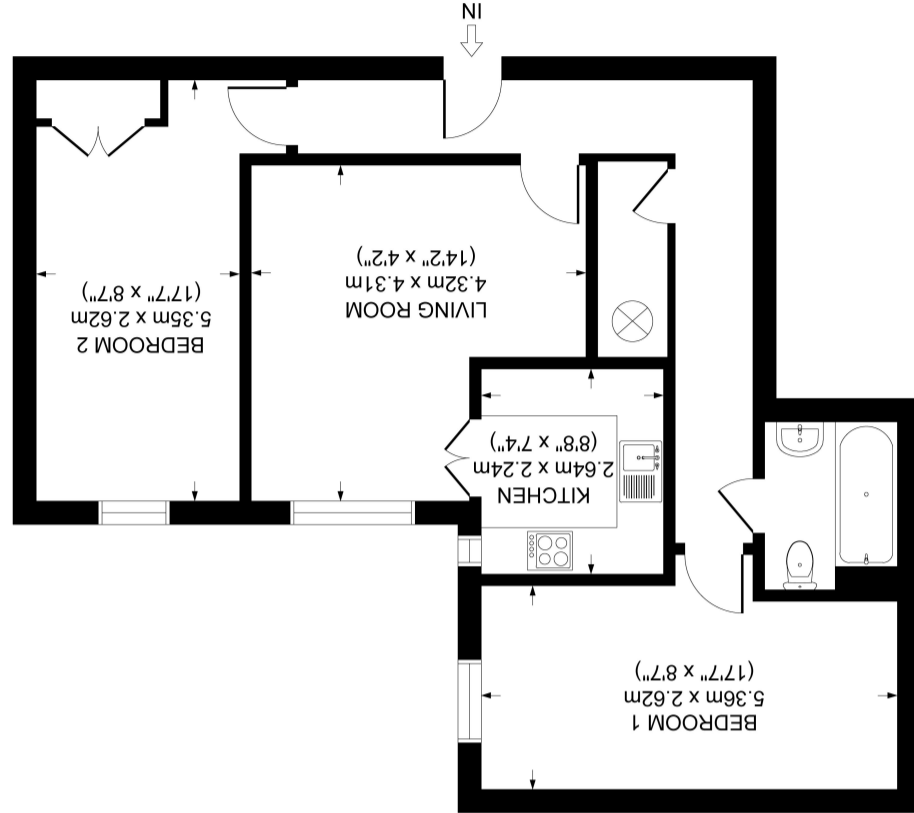 BEDROOM 1
5.36m x 2.62m
(17'7" x 8'7")
KITCHEN
2.64m x 2.24m
(8'8" x 7'4")
LIVING ROOM
4.32m x 4.31m
(14'2" x 4'2")
BEDROOM 2
5.35m x 2.62m
(17'7" x 8'7")
IN